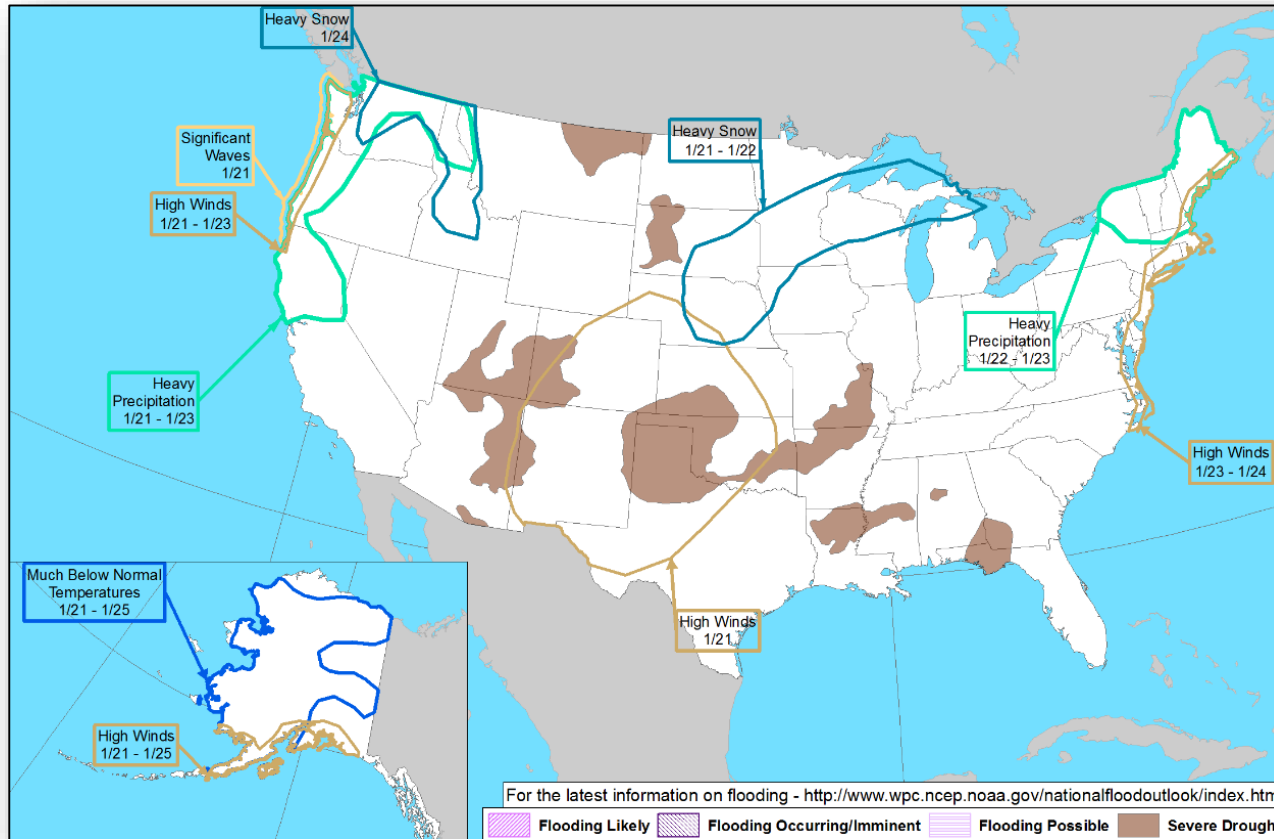 Heavy Snow
1/24
Significant
Waves
1/21
High Winds
1/21 - 1/23
Heavy
Precipitation
1/21 - 1/23
Heavy Snow
1/21 - 1/22
Heavy
Precipitation
1/22 - 1/23
High Winds
1/23 - 1/24
High Winds
1/21
Much Below Normal
Temperatures
1/21 - 1/25
High Winds
1/21 - 1/25
For the latest information on flooding - http://www.wpc.ncep.noaa.gov/nationalfloodoutlook/index.htm
Flooding Likely Flooding Occurring/Imminent Flooding Possible Severe Drough